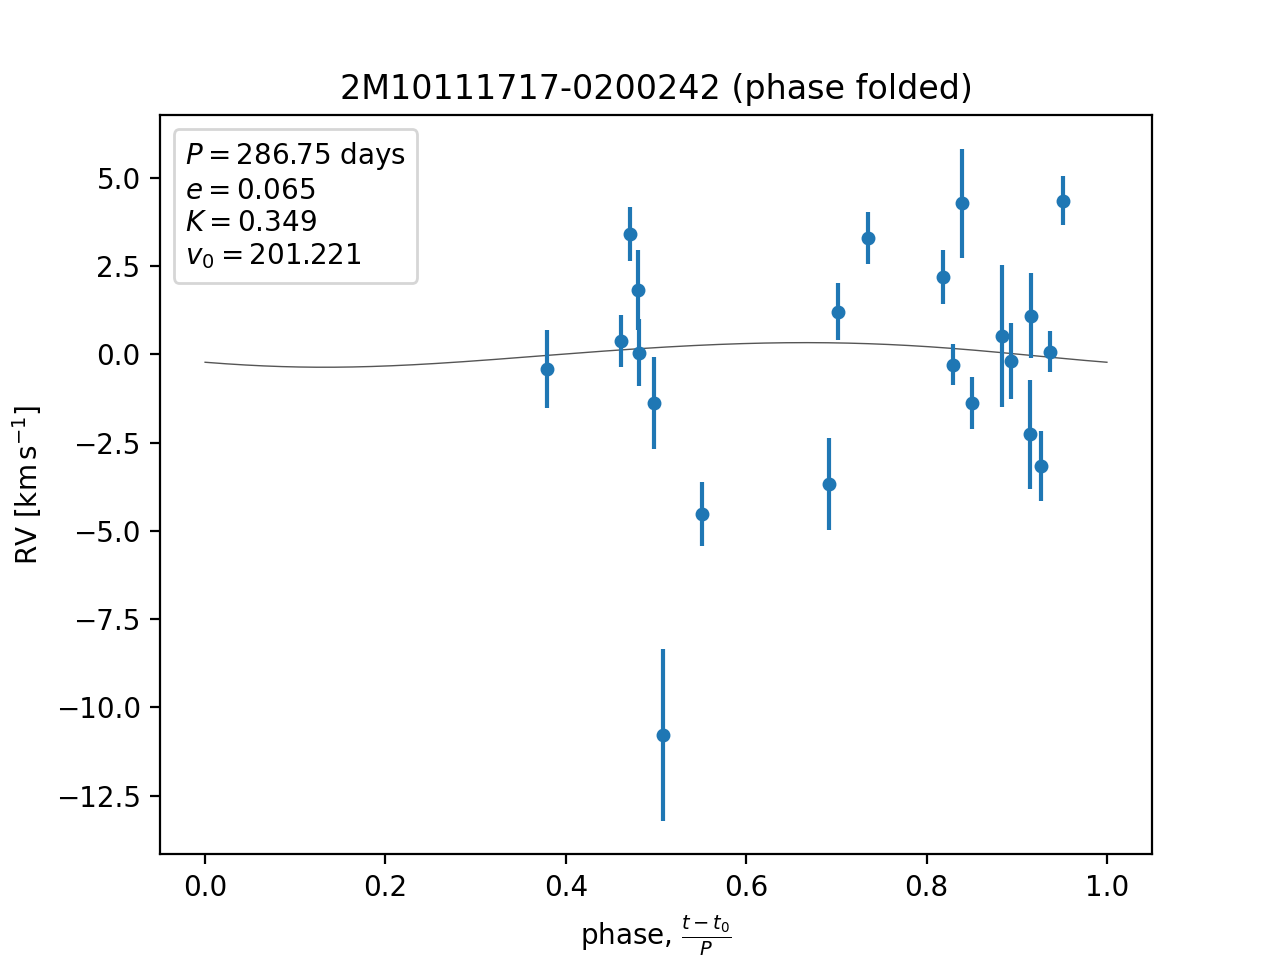 2M10111717-0200242 (phase folded)
P = 286.75 days
e = 0.065
K = 0.349
v₀ = 201.221
5.0
2.5
0.0
−2.5
−5.0
−7.5
−10.0
−12.5
RV [km s⁻¹]
0.0 0.2 0.4 0.6 0.8 1.0
phase, (t − t₀)/P